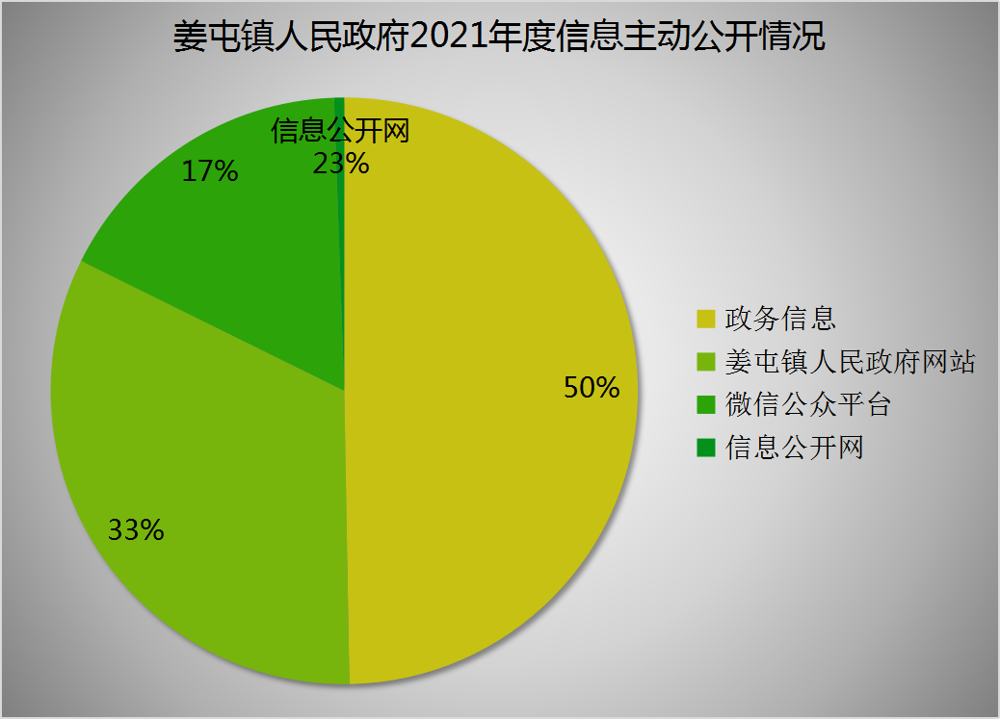 姜屯镇人民政府2021年度信息主动公开情况
信息公开网
23%
17%
50%
33%
政务信息
姜屯镇人民政府网站
微信公众平台
信息公开网